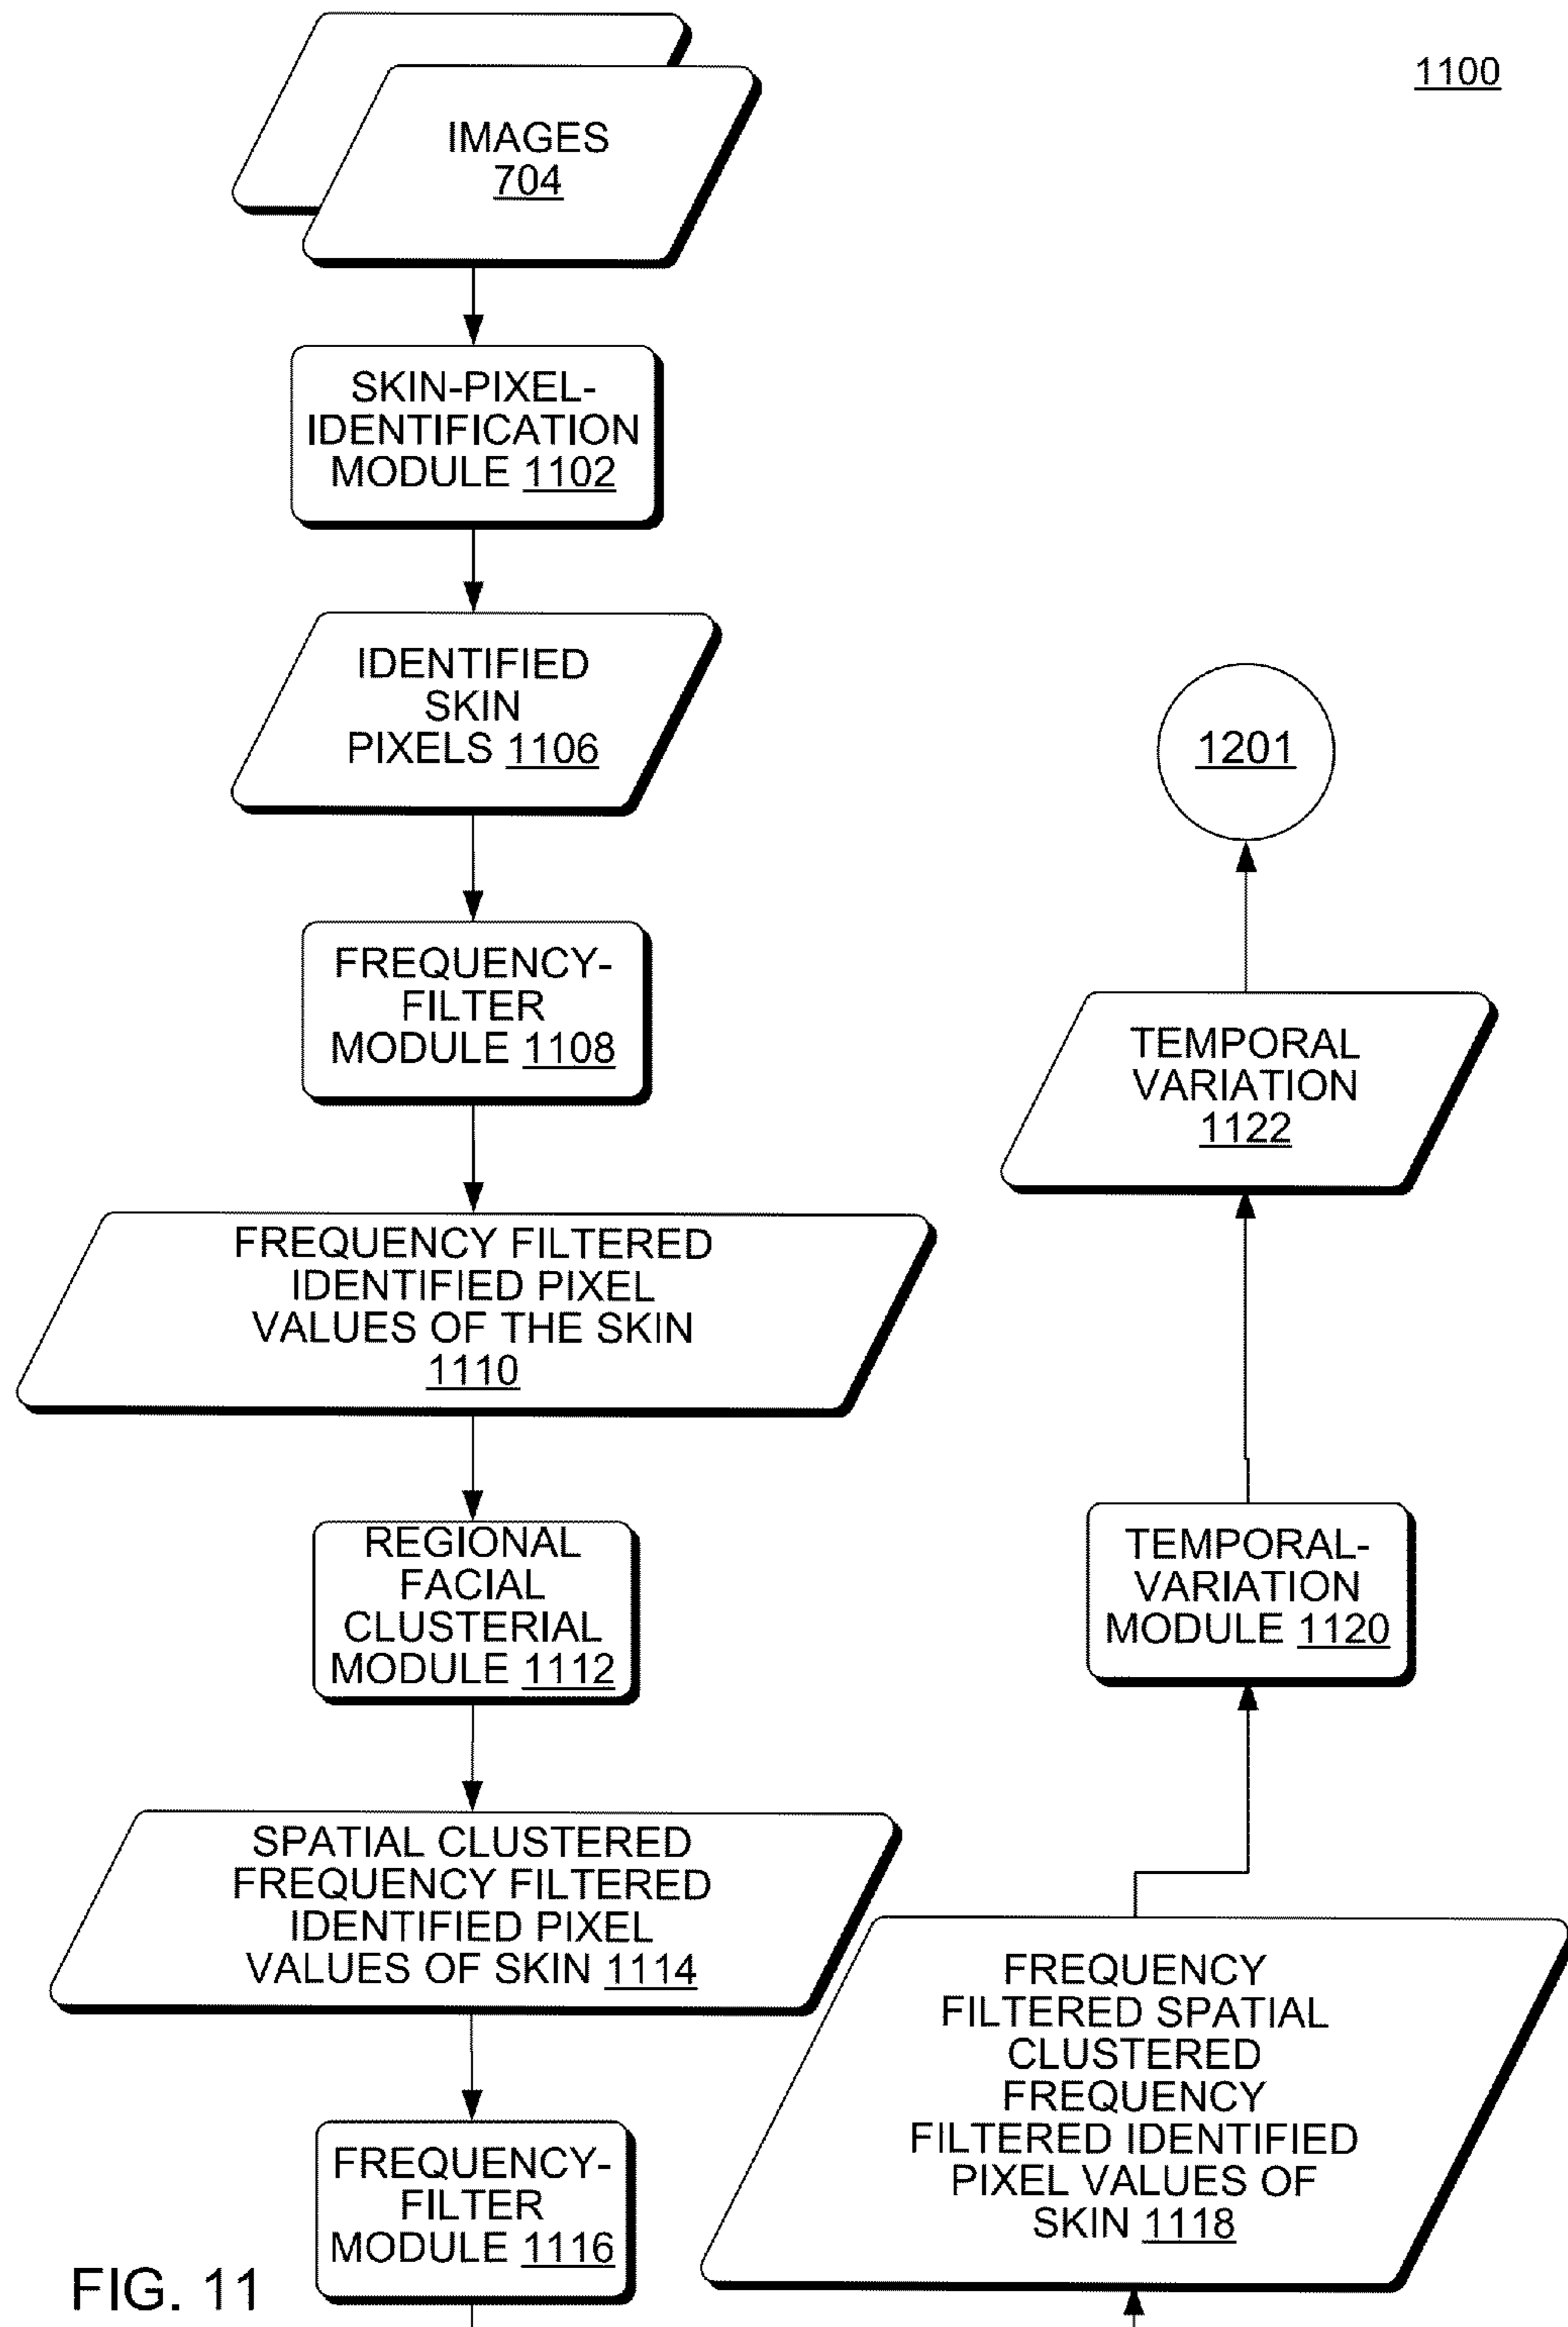 1100
IMAGES
704
SKIN-PIXEL-
IDENTIFICATION
MODULE 1102
IDENTIFIED
SKIN
PIXELS 1106
FREQUENCY-
FILTER
MODULE 1108
FREQUENCY FILTERED
IDENTIFIED PIXEL
VALUES OF THE SKIN
1110
REGIONAL
FACIAL
CLUSTERIAL
MODULE 1112
SPATIAL CLUSTERED
FREQUENCY FILTERED
IDENTIFIED PIXEL
VALUES OF SKIN 1114
FREQUENCY-
FILTER
MODULE 1116
FREQUENCY
FILTERED SPATIAL
CLUSTERED
FREQUENCY
FILTERED IDENTIFIED
PIXEL VALUES OF
SKIN 1118
TEMPORAL-
VARIATION
MODULE 1120
TEMPORAL
VARIATION
1122
1201
FIG. 11